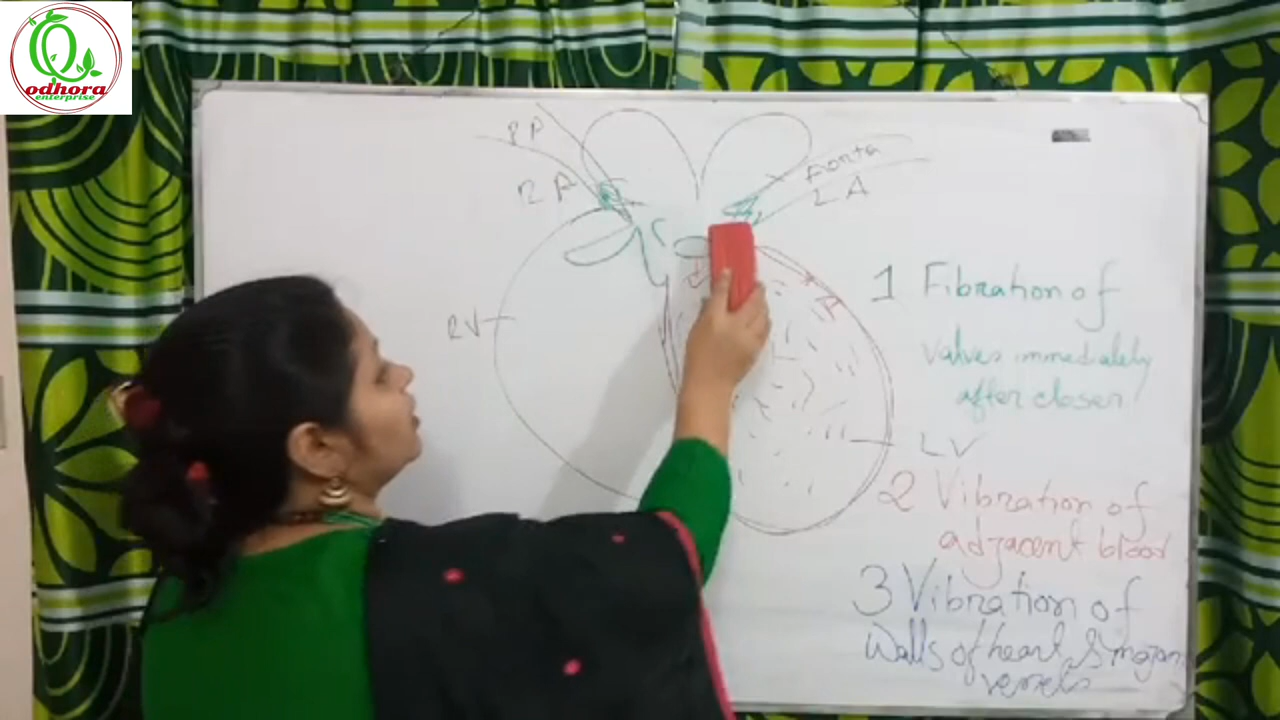 odhora
enterprise
RA
Aorta
LA
RV
LV
1 Fibration of
valves immediately
after closer
2 Vibration of
adjacent blood
3 Vibration of
Walls of heart & major
vessels